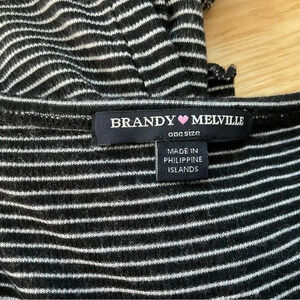 BRANDY MELVILLE
one size
MADE IN
PHILIPPINE
ISLANDS